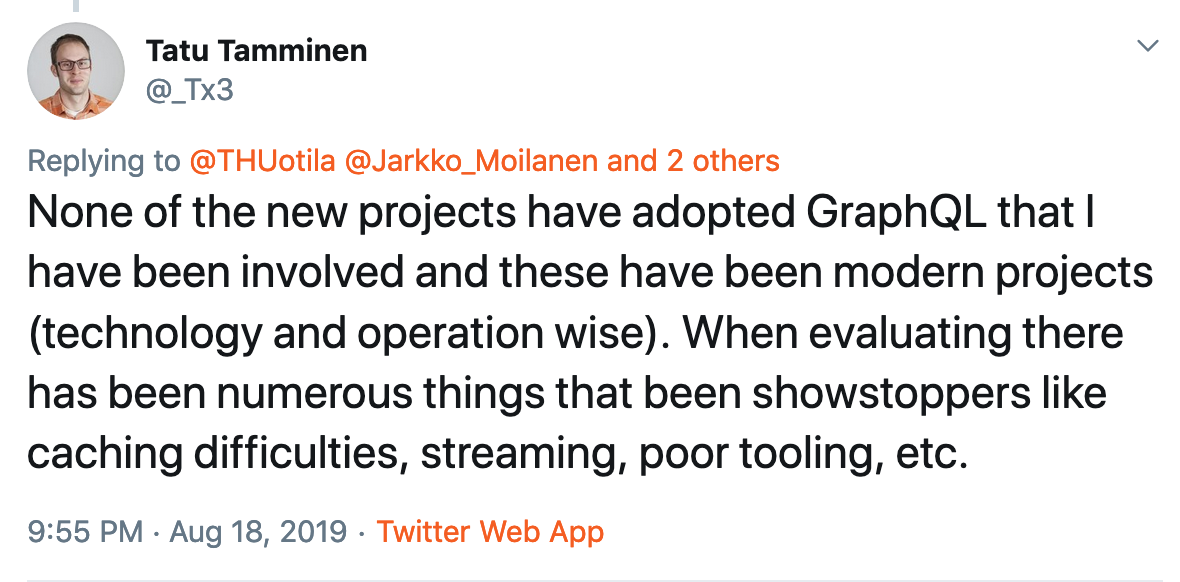 Tatu Tamminen
@_Tx3
Replying to @THUotila @Jarkko_Moilanen and 2 others
None of the new projects have adopted GraphQL that I
have been involved and these have been modern projects
(technology and operation wise). When evaluating there
has been numerous things that been showstoppers like
caching difficulties, streaming, poor tooling, etc.
9:55 PM · Aug 18, 2019 · Twitter Web App